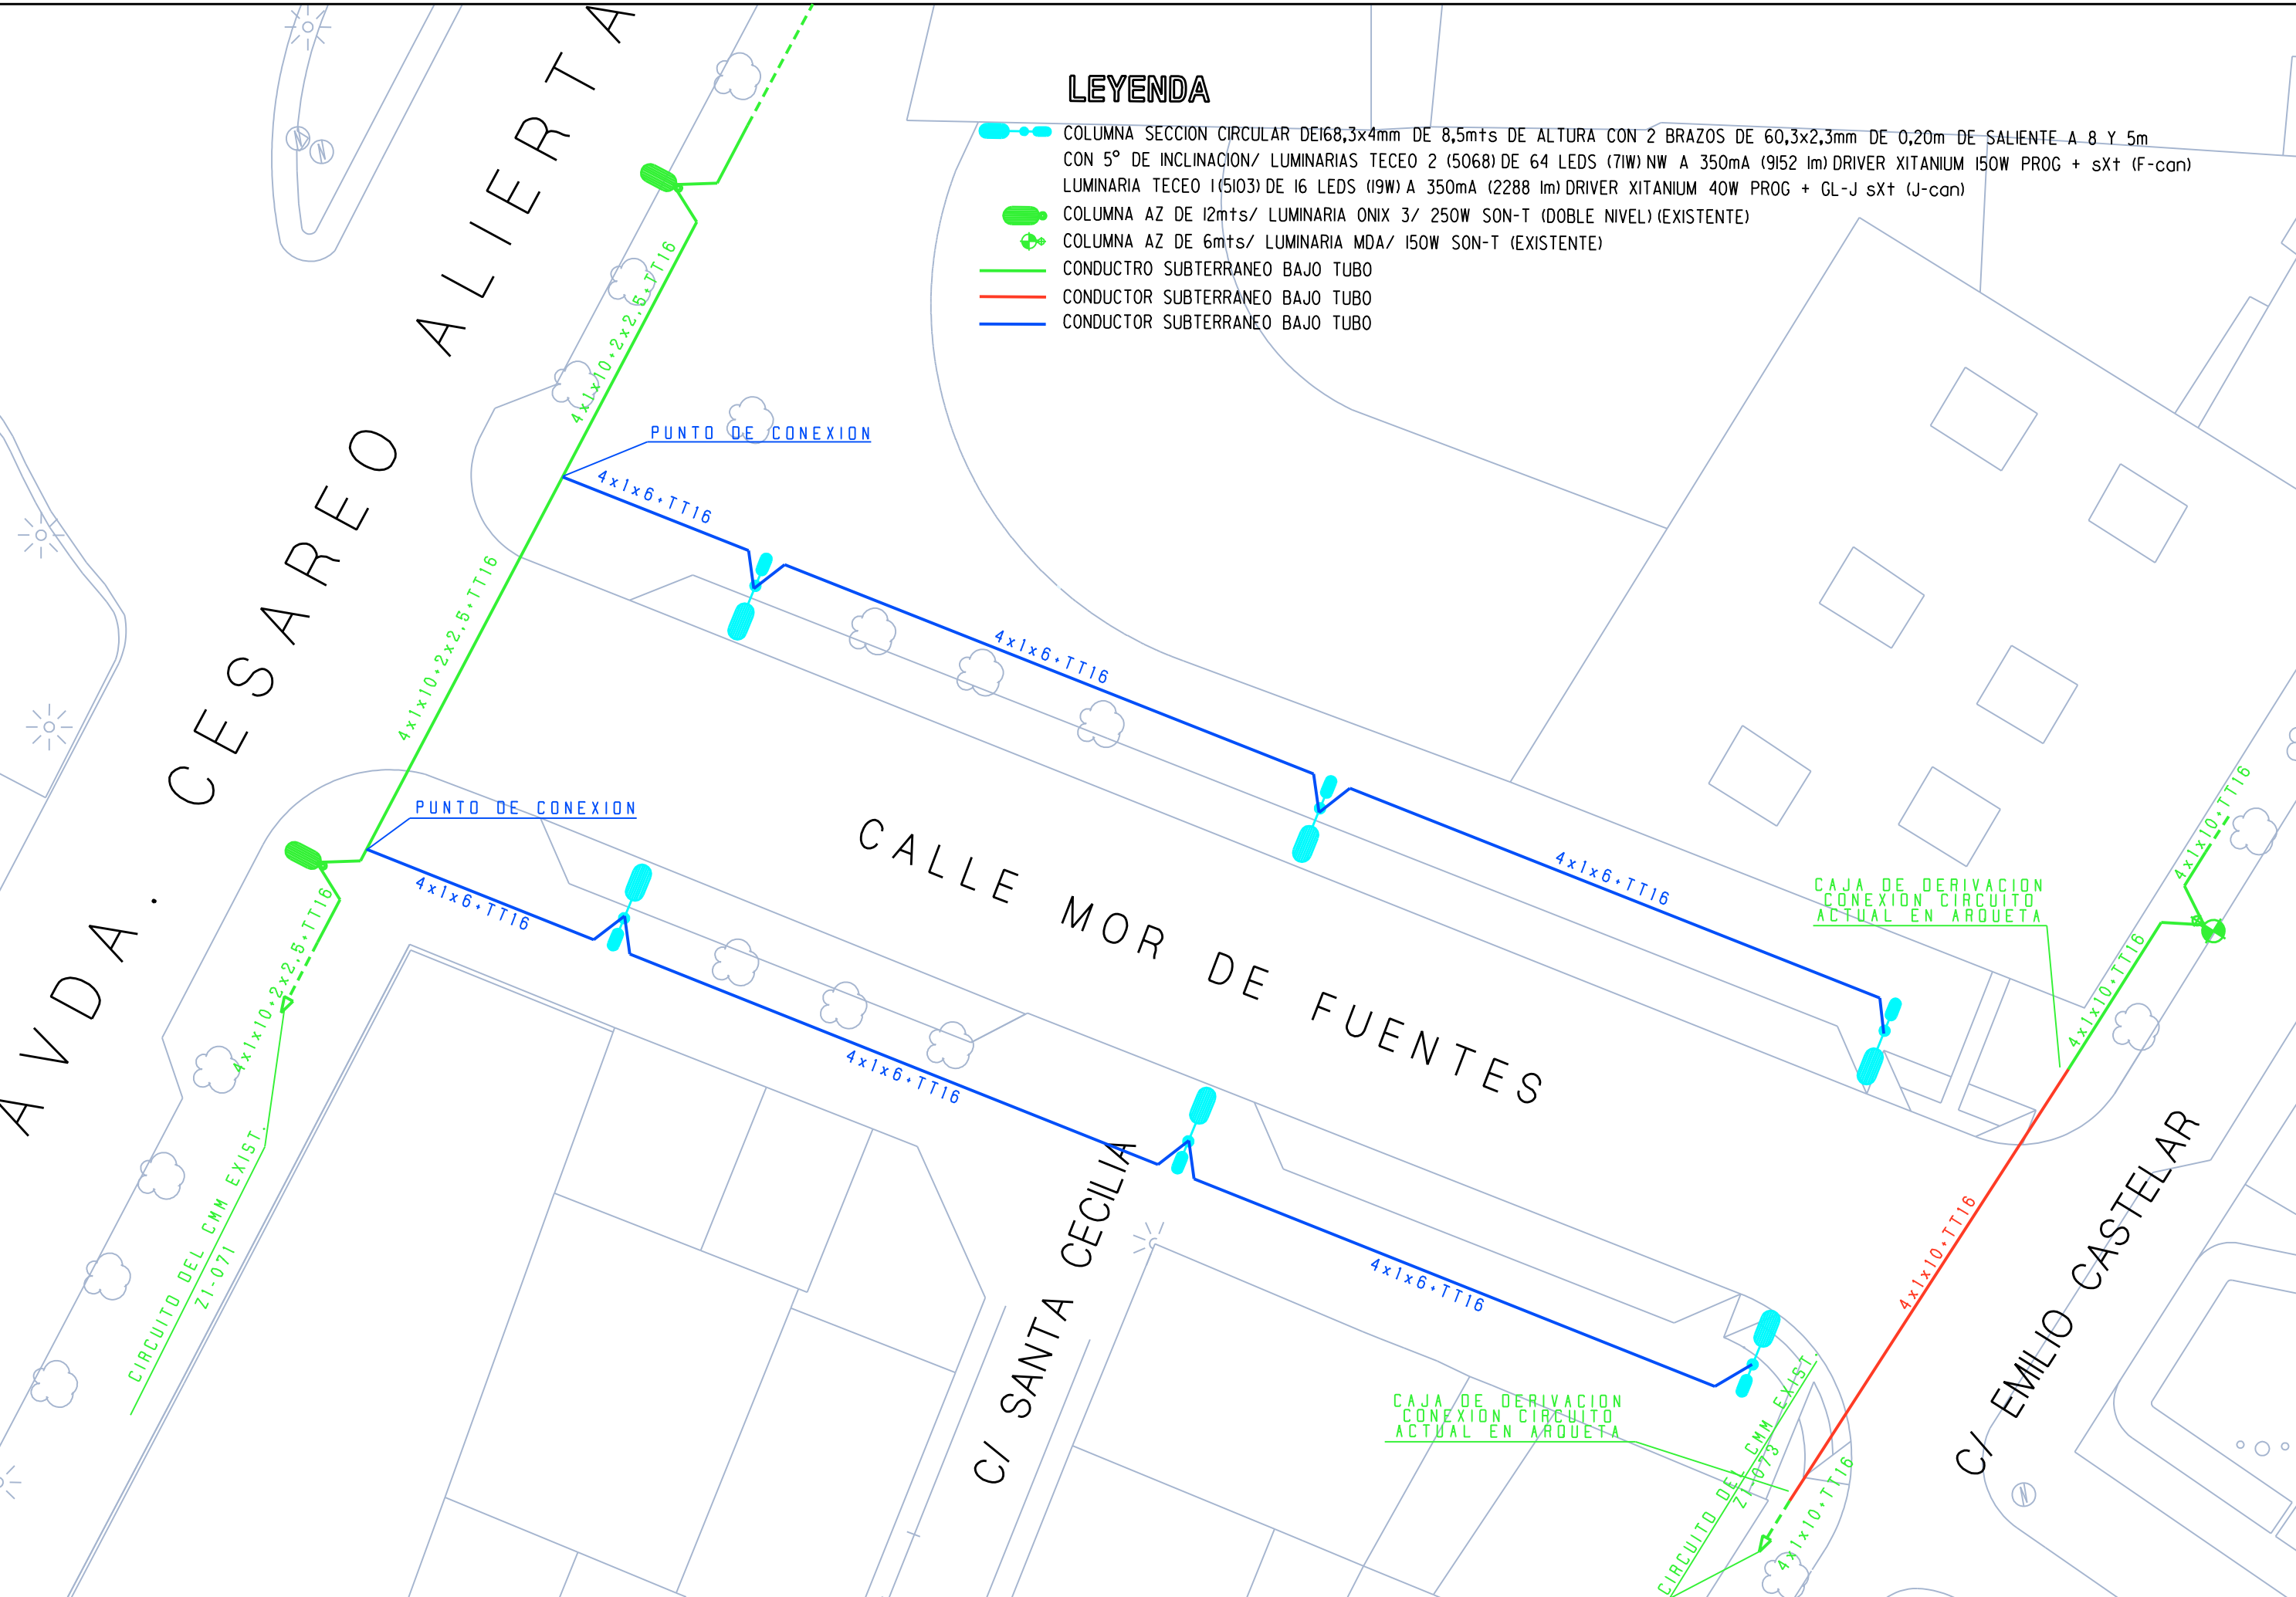 LEYENDA
COLUMNA SECCION CIRCULAR DE168,3x4mm DE 8,5mts DE ALTURA CON 2 BRAZOS DE 60,3x2,3mm DE 0,20m DE SALIENTE A 8 Y 5m
CON 5° DE INCLINACION/ LUMINARIAS TECEO 2 (5068) DE 64 LEDS (71W) NW A 350mA (9152 lm) DRIVER XITANIUM 150W PROG + sXt (F-can)
LUMINARIA TECEO 1 (5103) DE 16 LEDS (19W) A 350mA (2288 lm) DRIVER XITANIUM 40W PROG + GL-J sXt (J-can)
COLUMNA AZ DE 12mts/ LUMINARIA ONIX 3/ 250W SON-T (DOBLE NIVEL) (EXISTENTE)
COLUMNA AZ DE 6mts/ LUMINARIA MDA/ 150W SON-T (EXISTENTE)
CONDUCTRO SUBTERRANEO BAJO TUBO
CONDUCTOR SUBTERRANEO BAJO TUBO
CONDUCTOR SUBTERRANEO BAJO TUBO
AVDA. CESAREO ALIERTA
4x1x10+2x2,5+TT16
PUNTO DE CONEXION
4x1x6+TT16
4x1x10+2x2,5+TT16
4x1x6+TT16
PUNTO DE CONEXION
4x1x6+TT16
CALLE MOR DE FUENTES
4x1x6+TT16
4x1x10+TT16
CAJA DE DERIVACION
CONEXION CIRCUITO
ACTUAL EN ARQUETA
4x1x10+TT16
4x1x10+2x2,5+TT16
4x1x6+TT16
CIRCUITO DEL CMM EXIST.
Z1-071
C/ SANTA CECILIA
4x1x6+TT16
4x1x10+TT16
C/ EMILIO CASTELAR
CAJA DE DERIVACION
CONEXION CIRCUITO
ACTUAL EN ARQUETA
CIRCUITO DEL CMM EXIST.
Z1-073
4x1x10+TT16